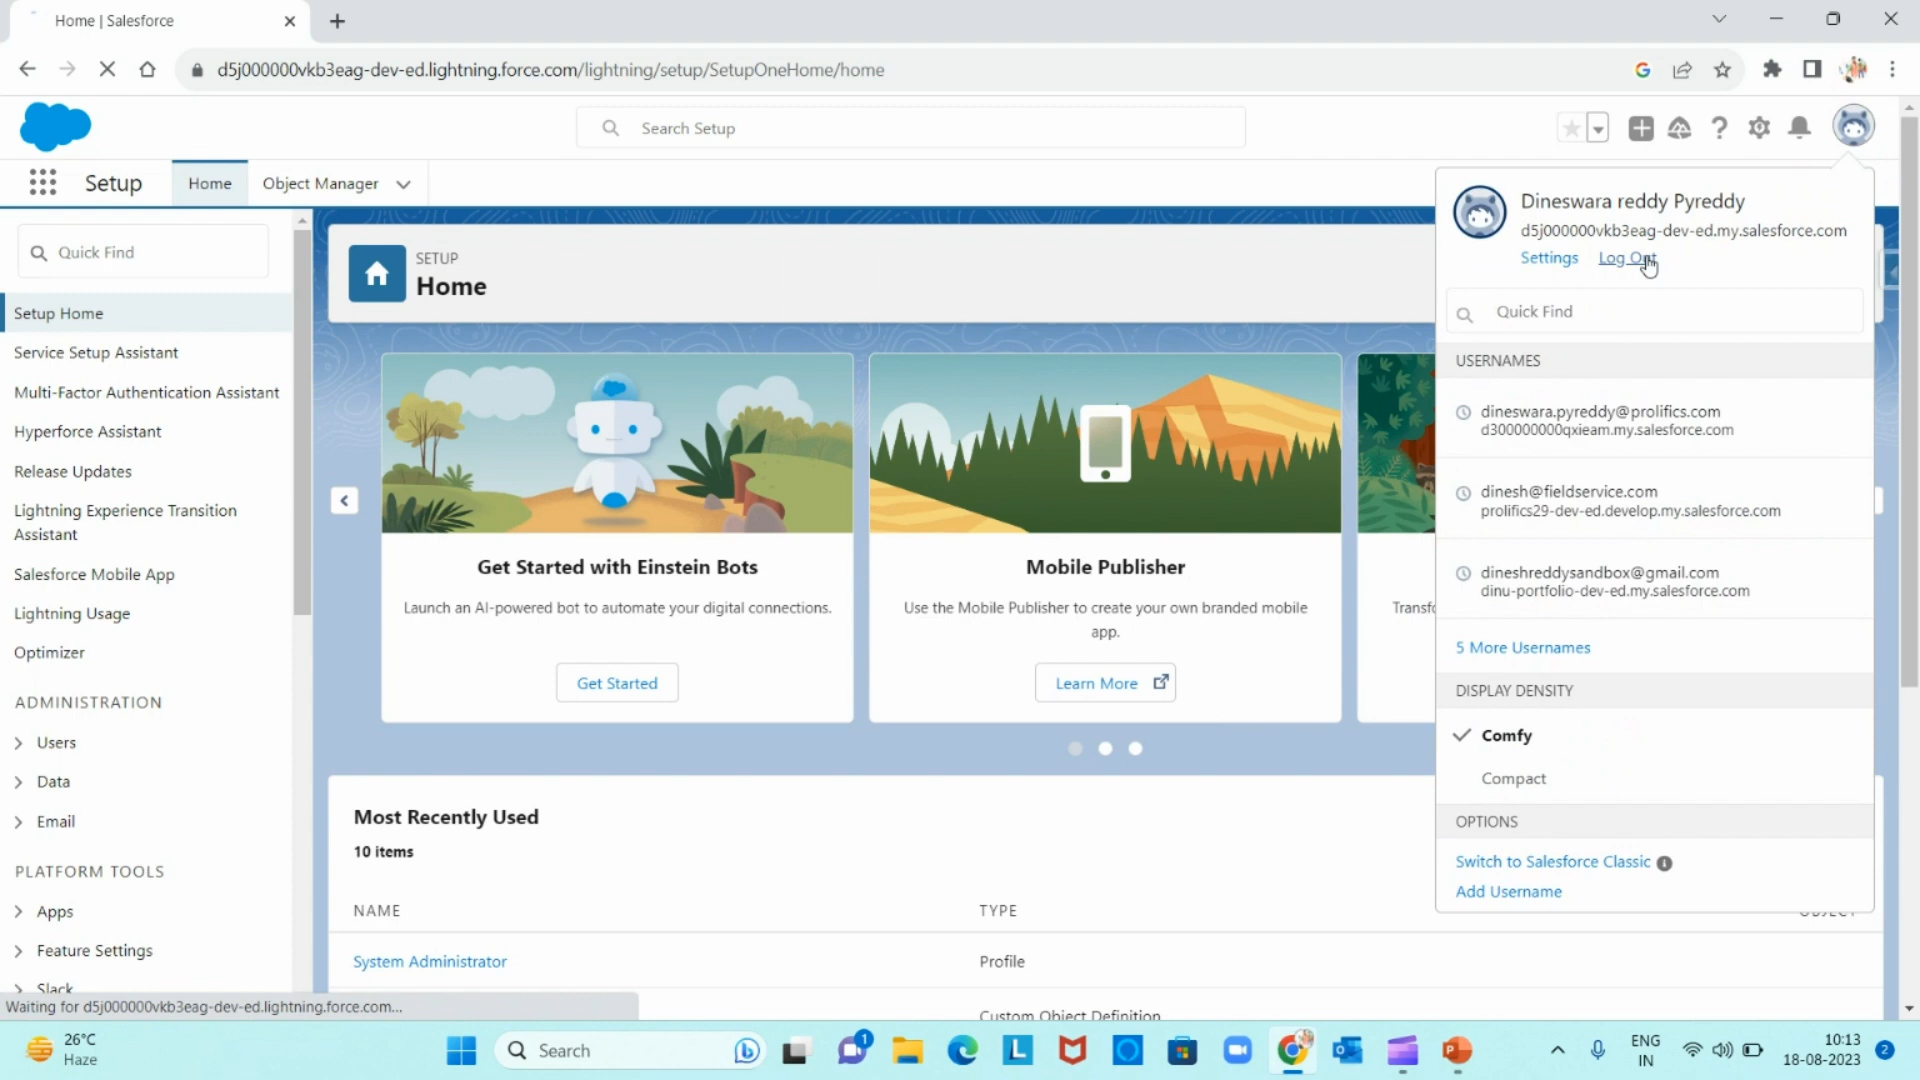 Home | Salesforce
d5j000000vkb3eag-dev-ed.lightning.force.com/lightning/setup/SetupOneHome/home
Search Setup
Setup
Home
Object Manager
Quick Find
Setup Home
Service Setup Assistant
Multi-Factor Authentication Assistant
Hyperforce Assistant
Release Updates
Lightning Experience Transition
Assistant
Salesforce Mobile App
Lightning Usage
Optimizer
ADMINISTRATION
Users
Data
Email
PLATFORM TOOLS
Apps
Feature Settings
Slack
SETUP
Home
Get Started with Einstein Bots
Launch an AI-powered bot to automate your digital connections.
Get Started
Mobile Publisher
Use the Mobile Publisher to create your own branded mobile
app.
Learn More
Most Recently Used
10 items
NAME
TYPE
OBJECT
System Administrator
Profile
Custom Object Definition
Dineswara reddy Pyreddy
d5j000000vkb3eag-dev-ed.my.salesforce.com
Settings
Log Out
Quick Find
USERNAMES
dineswara.pyreddy@prolifics.com
d300000000qxieam.my.salesforce.com
dinesh@fieldservice.com
prolifics29-dev-ed.develop.my.salesforce.com
dineshreddysandbox@gmail.com
dinu-portfolio-dev-ed.my.salesforce.com
5 More Usernames
DISPLAY DENSITY
Comfy
Compact
OPTIONS
Switch to Salesforce Classic
Add Username
Waiting for d5j000000vkb3eag-dev-ed.lightning.force.com...
26°C
Haze
Search
1
ENG
IN
10:13
18-08-2023
2